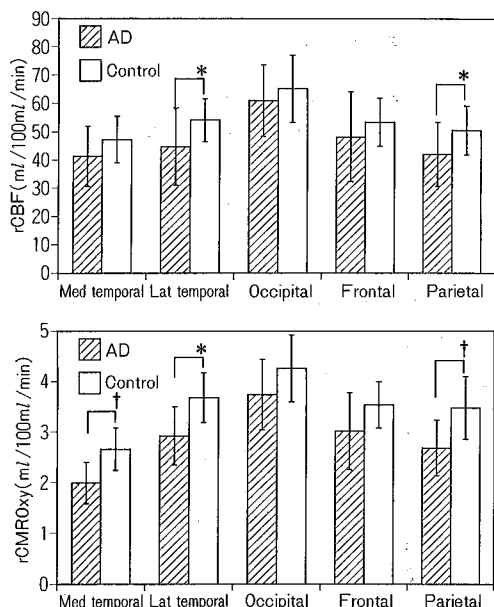 rCBF(ml/100ml/min)
90
80
70
60
50
40
30
20
10
0
AD
Control
*
*
Med temporal Lat temporal Occipital Frontal Parietal
rCMROxy(ml/100ml/min)
5
4
3
2
1
0
AD
Control
†
*
†
Med temporal Lat temporal Occipital Frontal Parietal